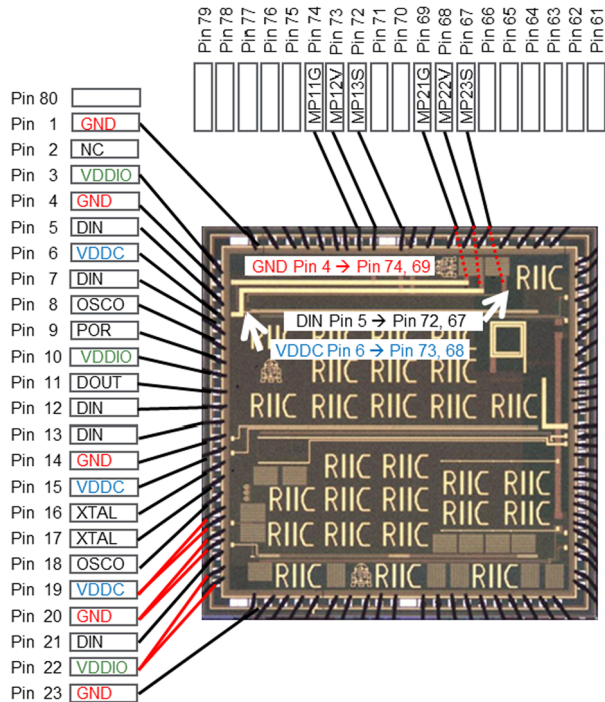 Pin 79
Pin 78
Pin 77
Pin 76
Pin 75
Pin 74
Pin 73
Pin 72
Pin 71
Pin 70
Pin 69
Pin 68
Pin 67
Pin 66
Pin 65
Pin 64
Pin 63
Pin 62
Pin 61
MP11G
MP12V
MP13S
MP21G
MP22V
MP23S
Pin 80
Pin 1 GND
Pin 2 NC
Pin 3 VDDIO
Pin 4 GND
Pin 5 DIN
Pin 6 VDDC
Pin 7 DIN
Pin 8 OSCO
Pin 9 POR
Pin 10 VDDIO
Pin 11 DOUT
Pin 12 DIN
Pin 13 DIN
Pin 14 GND
Pin 15 VDDC
Pin 16 XTAL
Pin 17 XTAL
Pin 18 OSCO
Pin 19 VDDC
Pin 20 GND
Pin 21 DIN
Pin 22 VDDIO
Pin 23 GND
GND Pin 4 → Pin 74, 69
RIIC
DIN Pin 5 → Pin 72, 67
VDDC Pin 6 → Pin 73, 68
RIIC RIIC RIIC
RIIC RIIC RIIC RIIC RIIC
RIIC RIIC
RIIC RIIC RIIC
RIIC RIIC RIIC RIIC RIIC
RIIC RIIC RIIC
RIIC RIIC RIIC